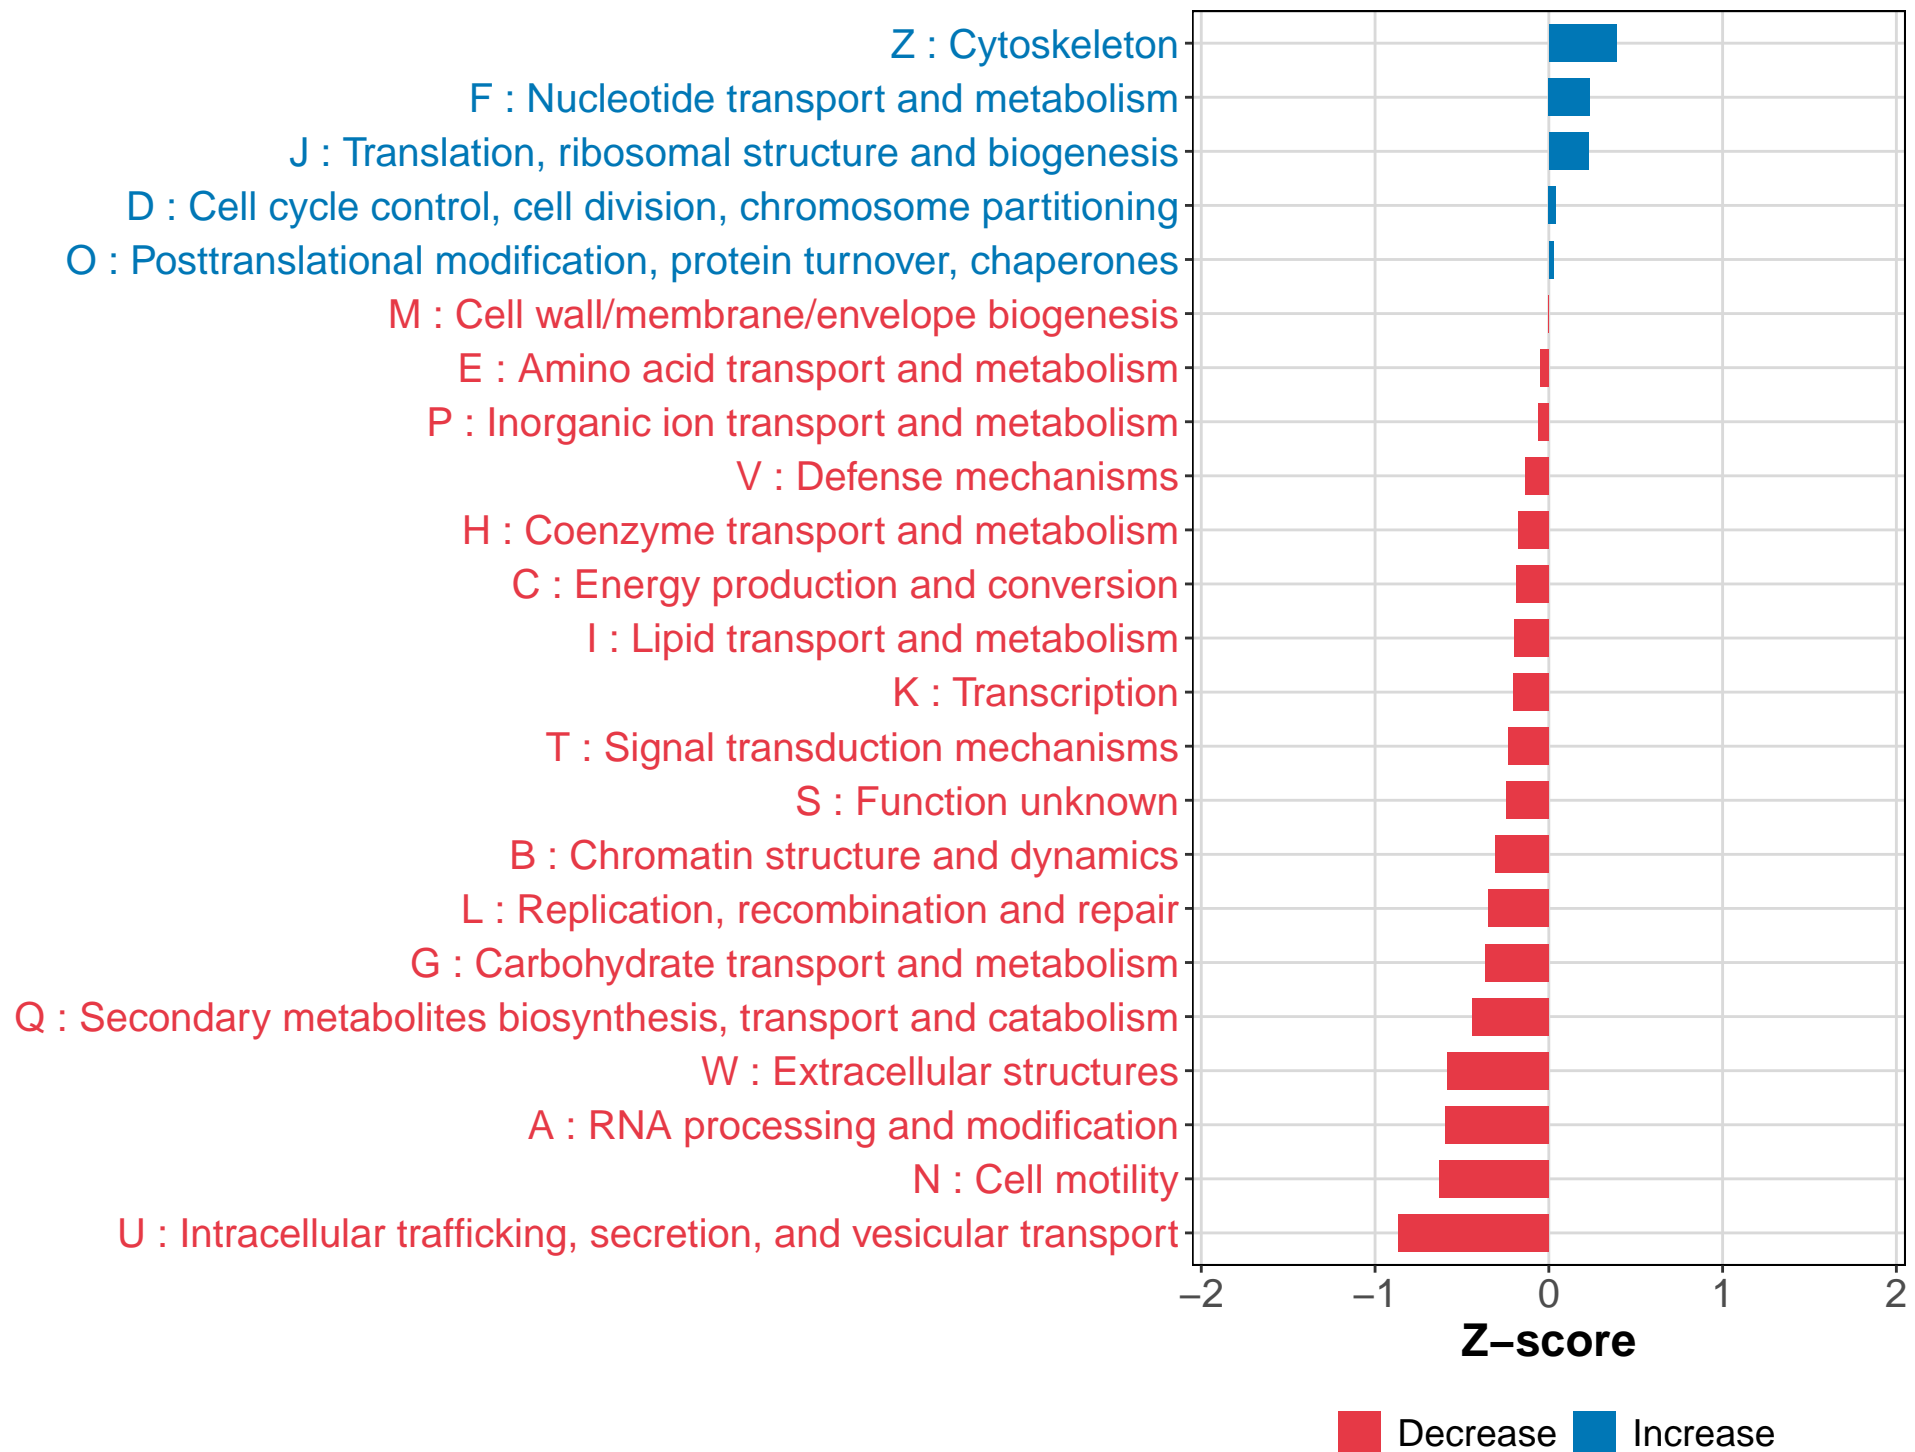 Z : Cytoskeleton
F : Nucleotide transport and metabolism
J : Translation, ribosomal structure and biogenesis
D : Cell cycle control, cell division, chromosome partitioning
O : Posttranslational modification, protein turnover, chaperones
M : Cell wall/membrane/envelope biogenesis
E : Amino acid transport and metabolism
P : Inorganic ion transport and metabolism
V : Defense mechanisms
H : Coenzyme transport and metabolism
C : Energy production and conversion
I : Lipid transport and metabolism
K : Transcription
T : Signal transduction mechanisms
S : Function unknown
B : Chromatin structure and dynamics
L : Replication, recombination and repair
G : Carbohydrate transport and metabolism
Q : Secondary metabolites biosynthesis, transport and catabolism
W : Extracellular structures
A : RNA processing and modification
N : Cell motility
U : Intracellular trafficking, secretion, and vesicular transport
−2 −1 0 1 2
Z−score
Decrease Increase